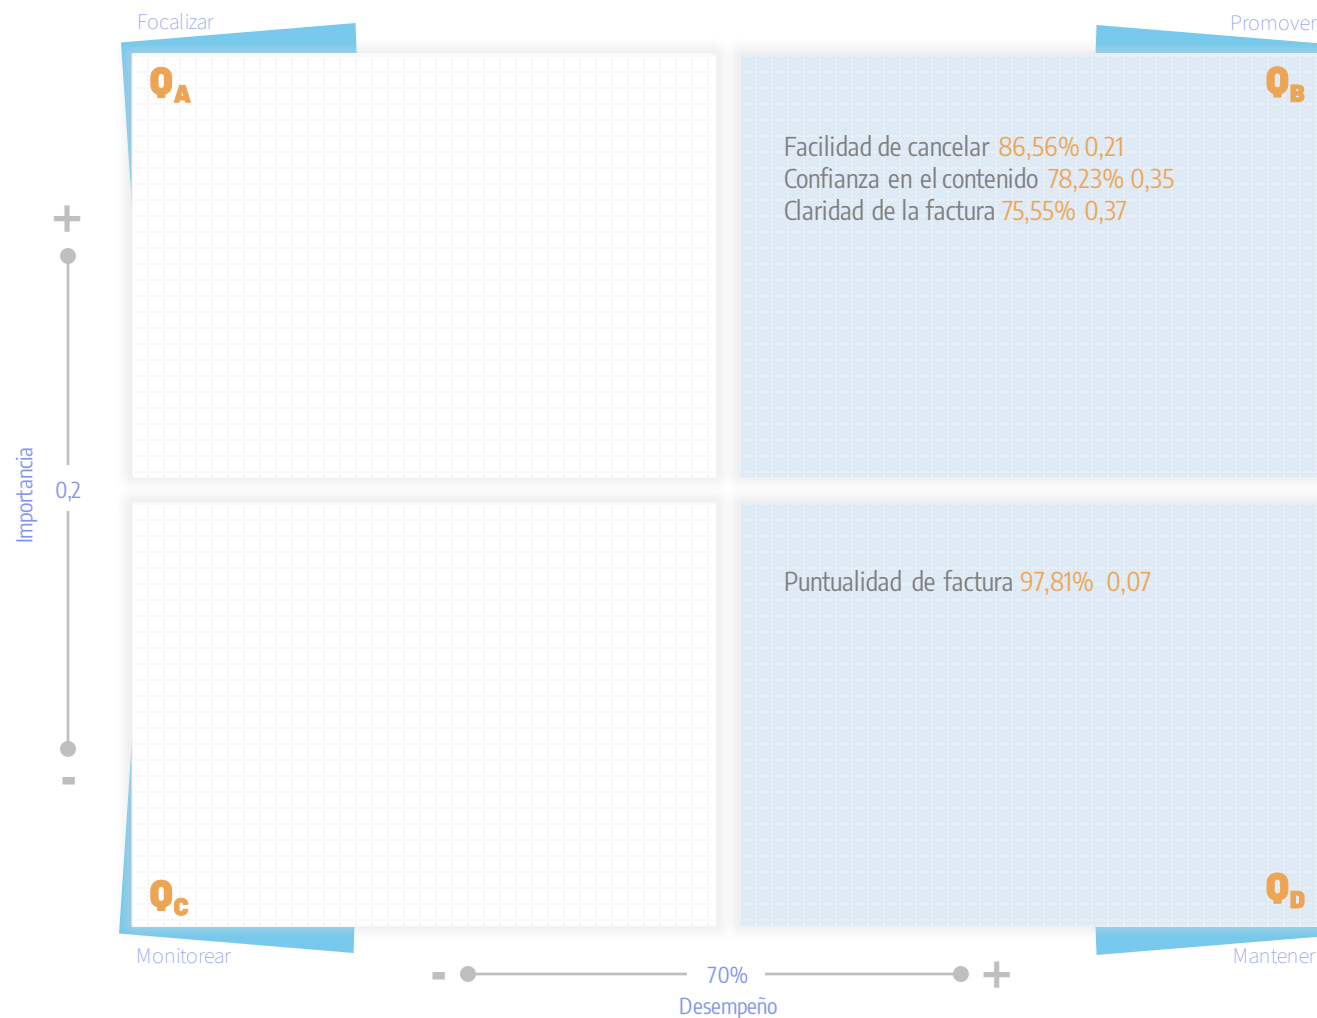 Focalizar
Promover
QA
QB
Facilidad de cancelar 86,56% 0,21
Confianza en el contenido 78,23% 0,35
Claridad de la factura 75,55% 0,37
+
Importancia
0,2
Puntualidad de factura 97,81% 0,07
-
QC
QD
Monitorear
Mantener
- 70% +
Desempeño